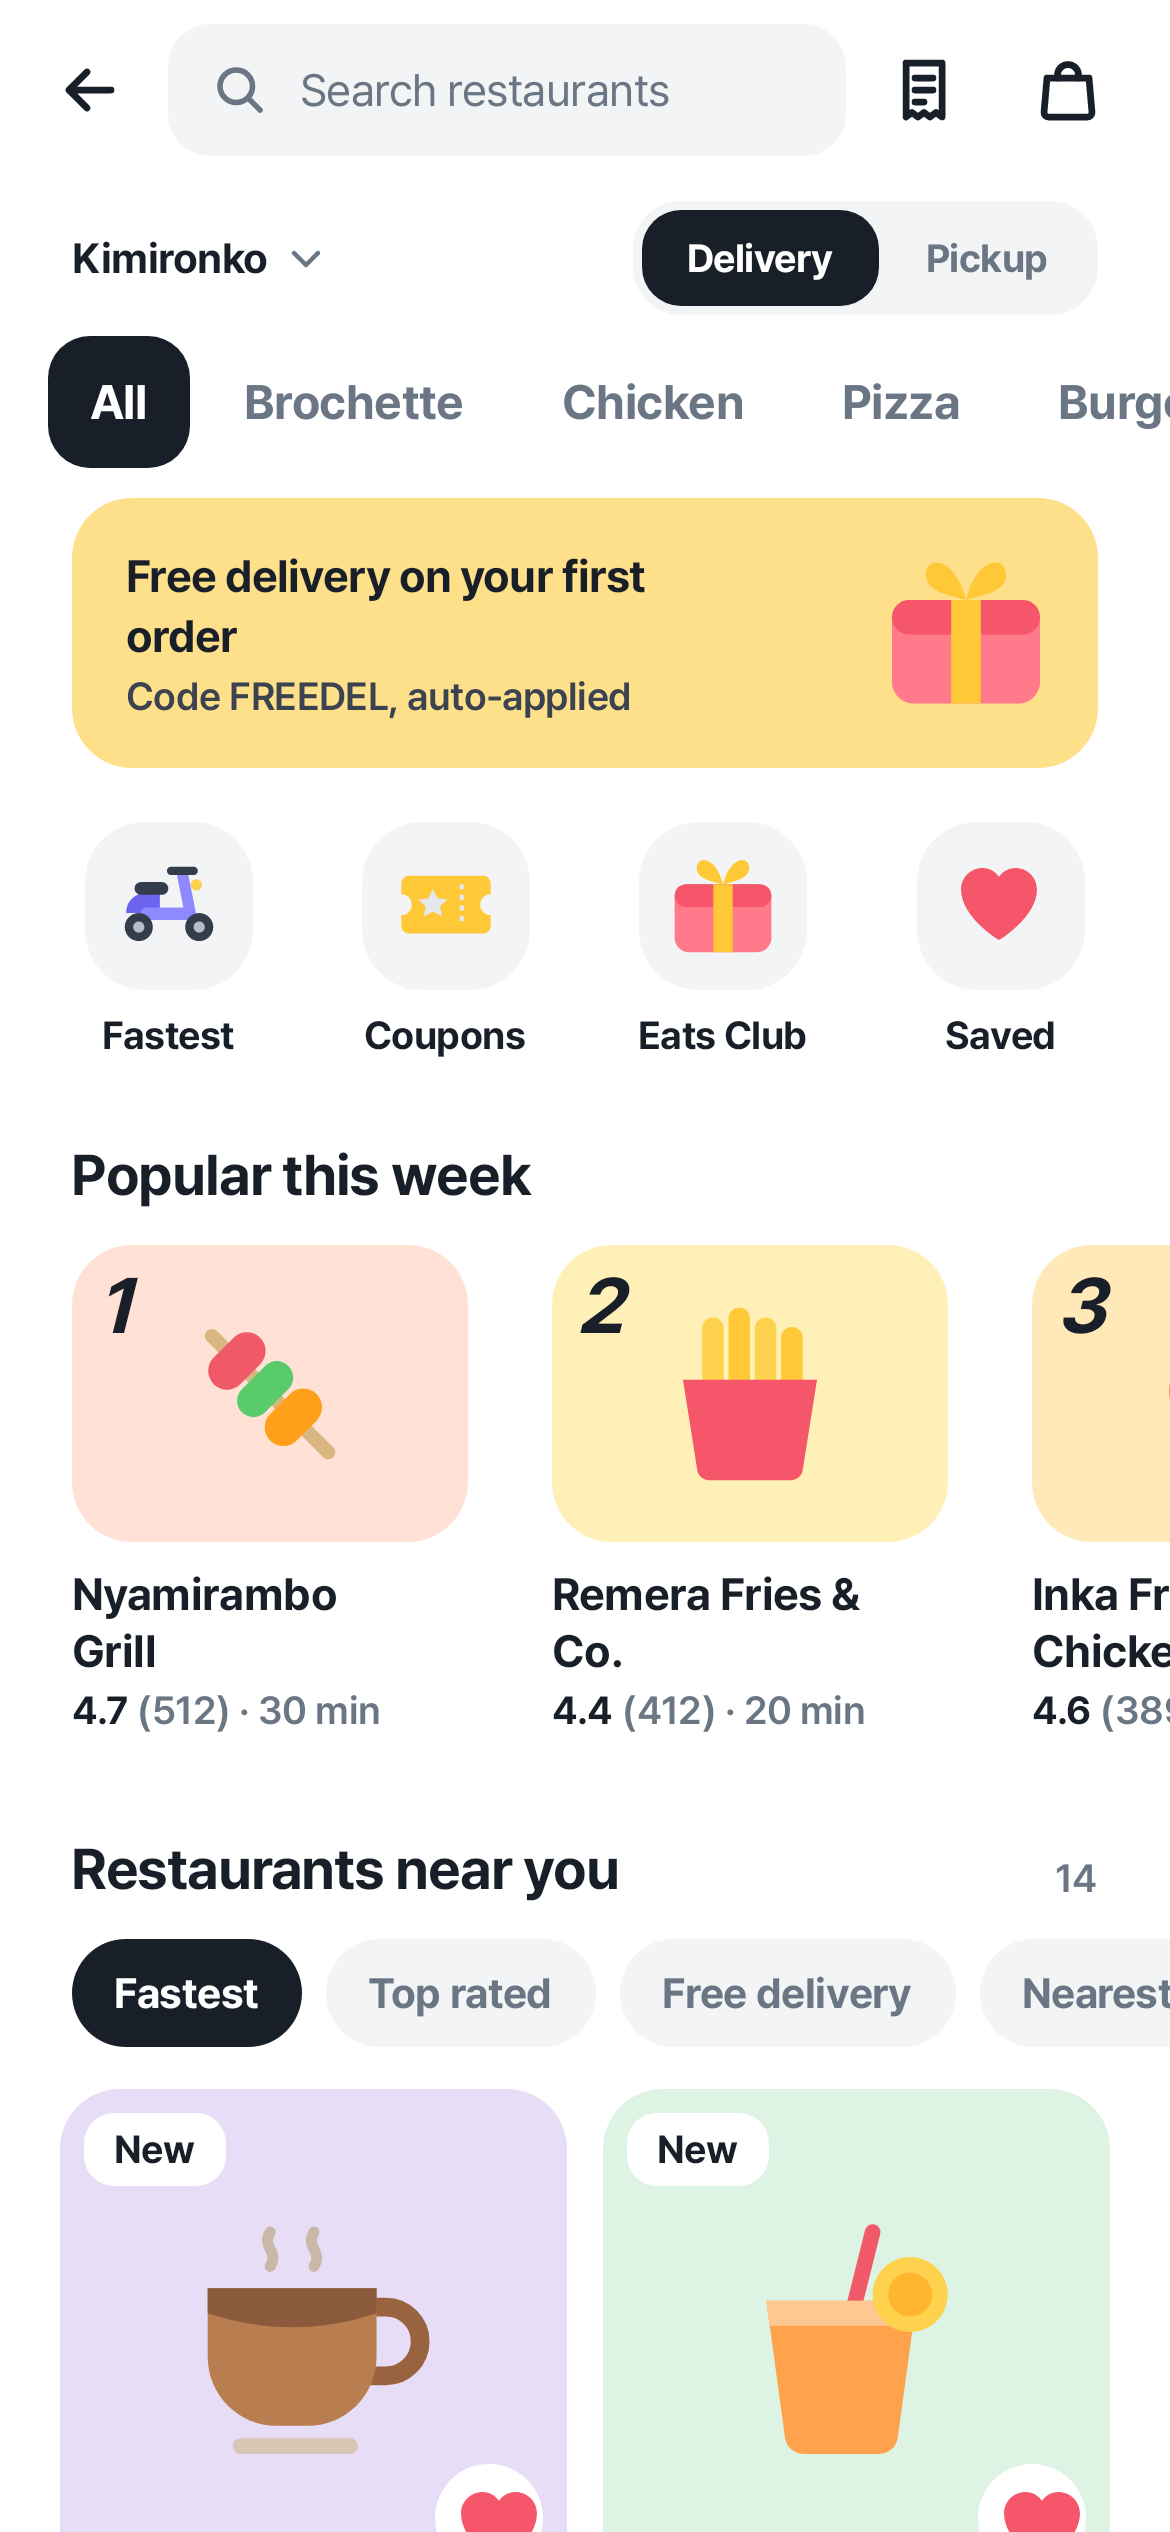 Search restaurants
Kimironko
Delivery
Pickup
All
Brochette
Chicken
Pizza
Free delivery on your first
order
Code FREEDEL, auto-applied
Fastest
Coupons
Eats Club
Saved
Popular this week
1
2
3
Nyamirambo
Grill
4.7 (512) · 30 min
Remera Fries &
Co.
4.4 (412) · 20 min
Inka
4.6
Restaurants near you
14
Fastest
Top rated
Free delivery
Nearest
New
New